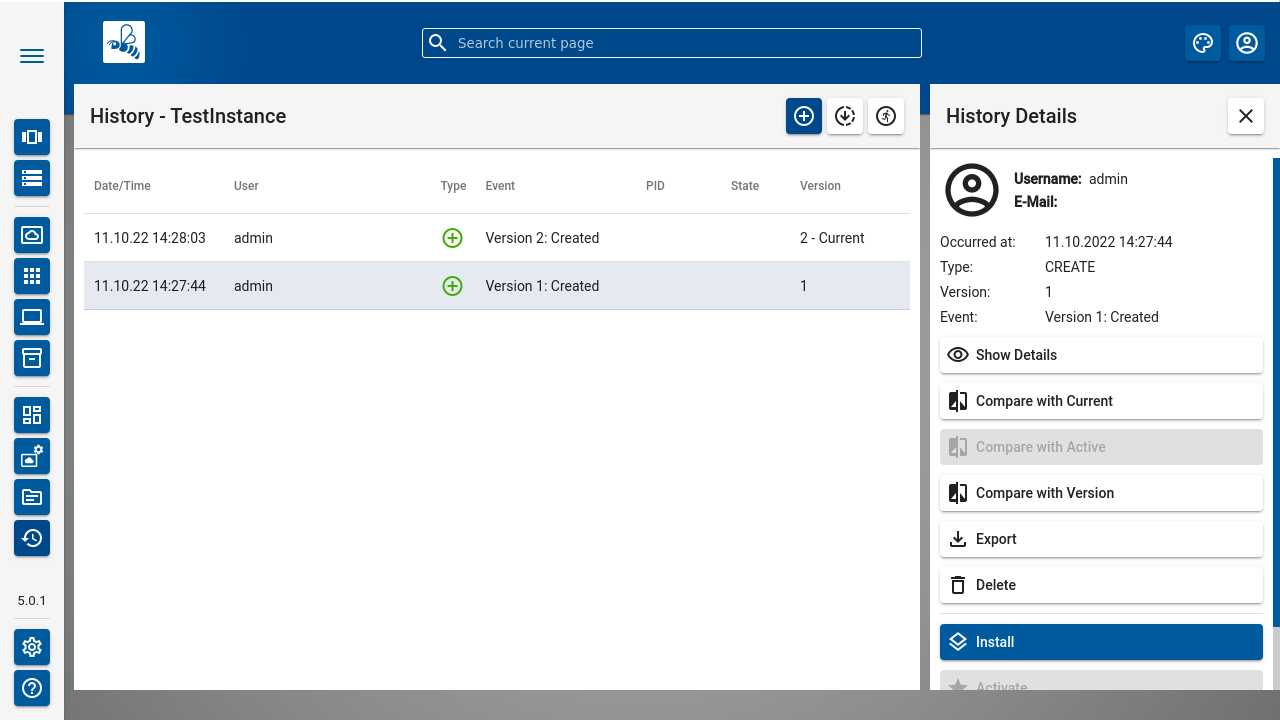 Search current page
History - TestInstance
Date/Time User Type Event PID State Version
11.10.22 14:28:03 admin Version 2: Created 2 - Current
11.10.22 14:27:44 admin Version 1: Created 1
History Details
Username: admin
E-Mail:
Occurred at: 11.10.2022 14:27:44
Type: CREATE
Version: 1
Event: Version 1: Created
Show Details
Compare with Current
Compare with Active
Compare with Version
Export
Delete
Install
Activate
5.0.1